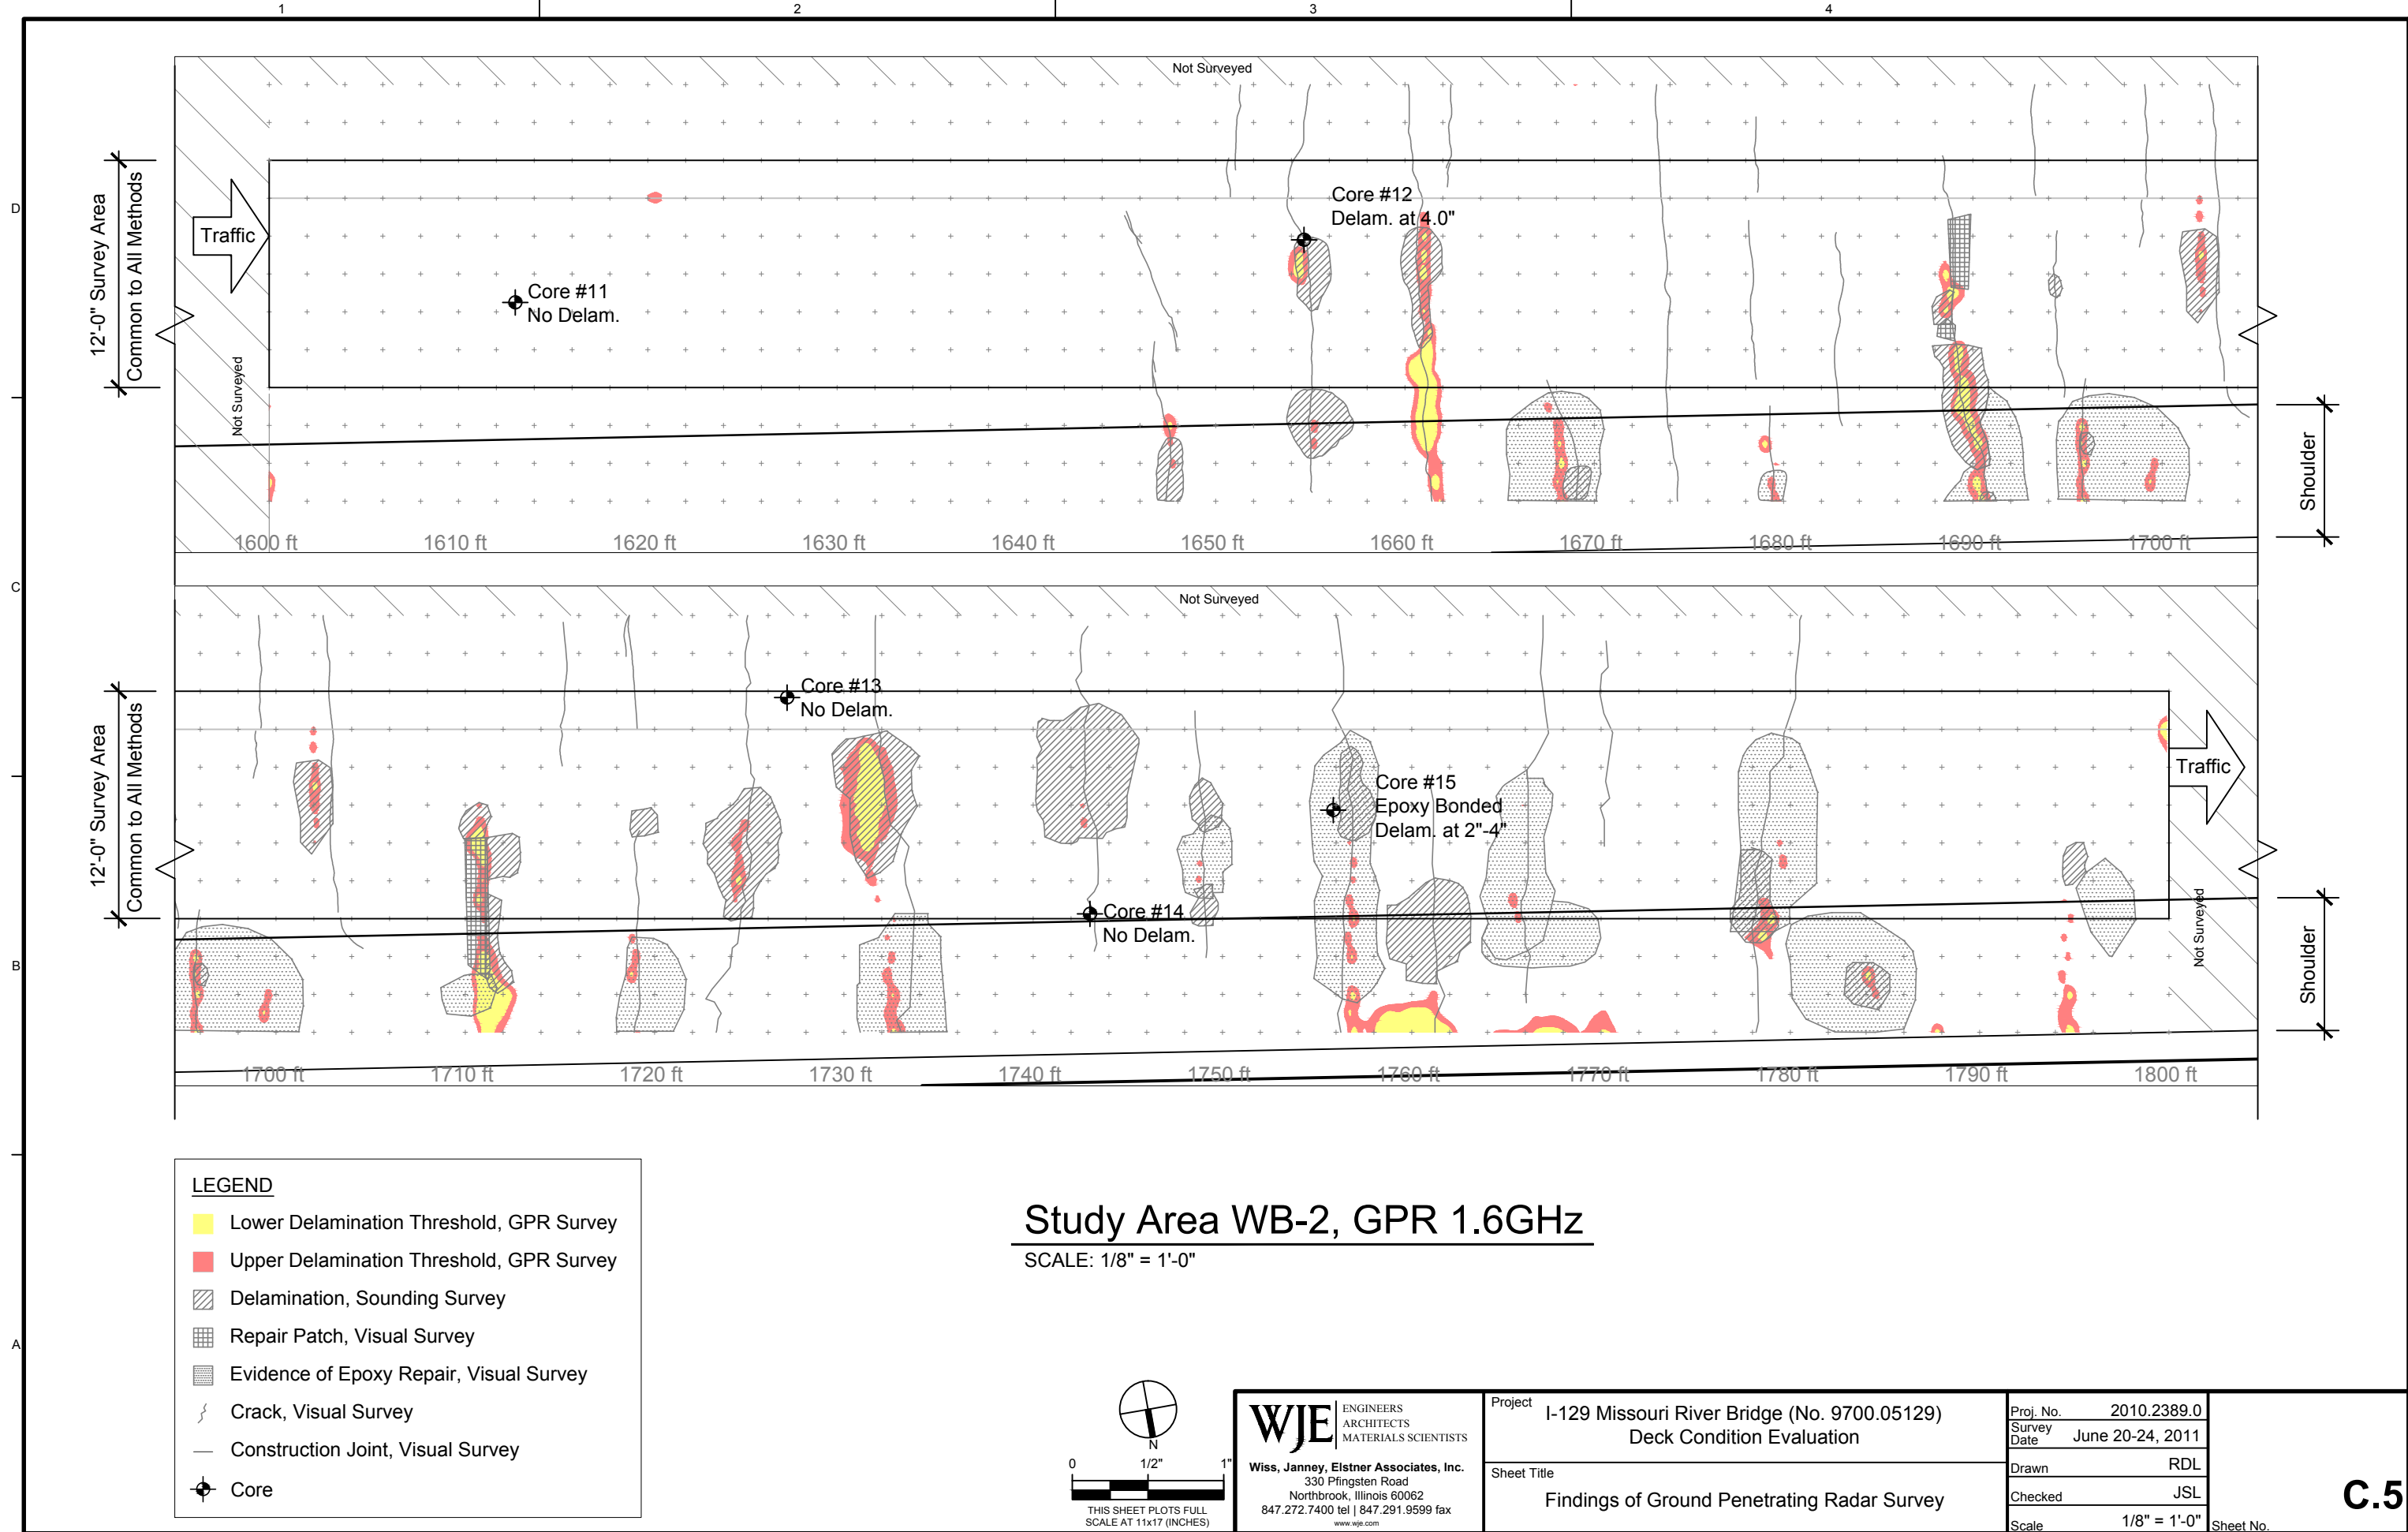 1
2
3
4
D
C
B
A
Not Surveyed
12'-0" Survey Area
Common to All Methods
Traffic
Not Surveyed
Core #11
No Delam.
Core #12
Delam. at 4.0"
Shoulder
1600 ft
1610 ft
1620 ft
1630 ft
1640 ft
1650 ft
1660 ft
1670 ft
1680 ft
1690 ft
1700 ft
Not Surveyed
12'-0" Survey Area
Common to All Methods
Core #13
No Delam.
Core #14
No Delam.
Core #15
Epoxy Bonded
Delam. at 2"-4"
Traffic
Not Surveyed
Shoulder
1700 ft
1710 ft
1720 ft
1730 ft
1740 ft
1750 ft
1760 ft
1770 ft
1780 ft
1790 ft
1800 ft
LEGEND
Lower Delamination Threshold, GPR Survey
Upper Delamination Threshold, GPR Survey
Delamination, Sounding Survey
Repair Patch, Visual Survey
Evidence of Epoxy Repair, Visual Survey
Crack, Visual Survey
Construction Joint, Visual Survey
Core
Study Area WB-2, GPR 1.6GHz
SCALE: 1/8" = 1'-0"
N
0 1/2" 1"
THIS SHEET PLOTS FULL
SCALE AT 11x17 (INCHES)
WJE
ENGINEERS
ARCHITECTS
MATERIALS SCIENTISTS
Wiss, Janney, Elstner Associates, Inc.
330 Pfingsten Road
Northbrook, Illinois 60062
847.272.7400 tel | 847.291.9599 fax
www.wje.com
Project
I-129 Missouri River Bridge (No. 9700.05129)
Deck Condition Evaluation
Sheet Title
Findings of Ground Penetrating Radar Survey
Proj. No. 2010.2389.0
Survey Date June 20-24, 2011
Drawn RDL
Checked JSL
Scale 1/8" = 1'-0"
Sheet No.
C.5